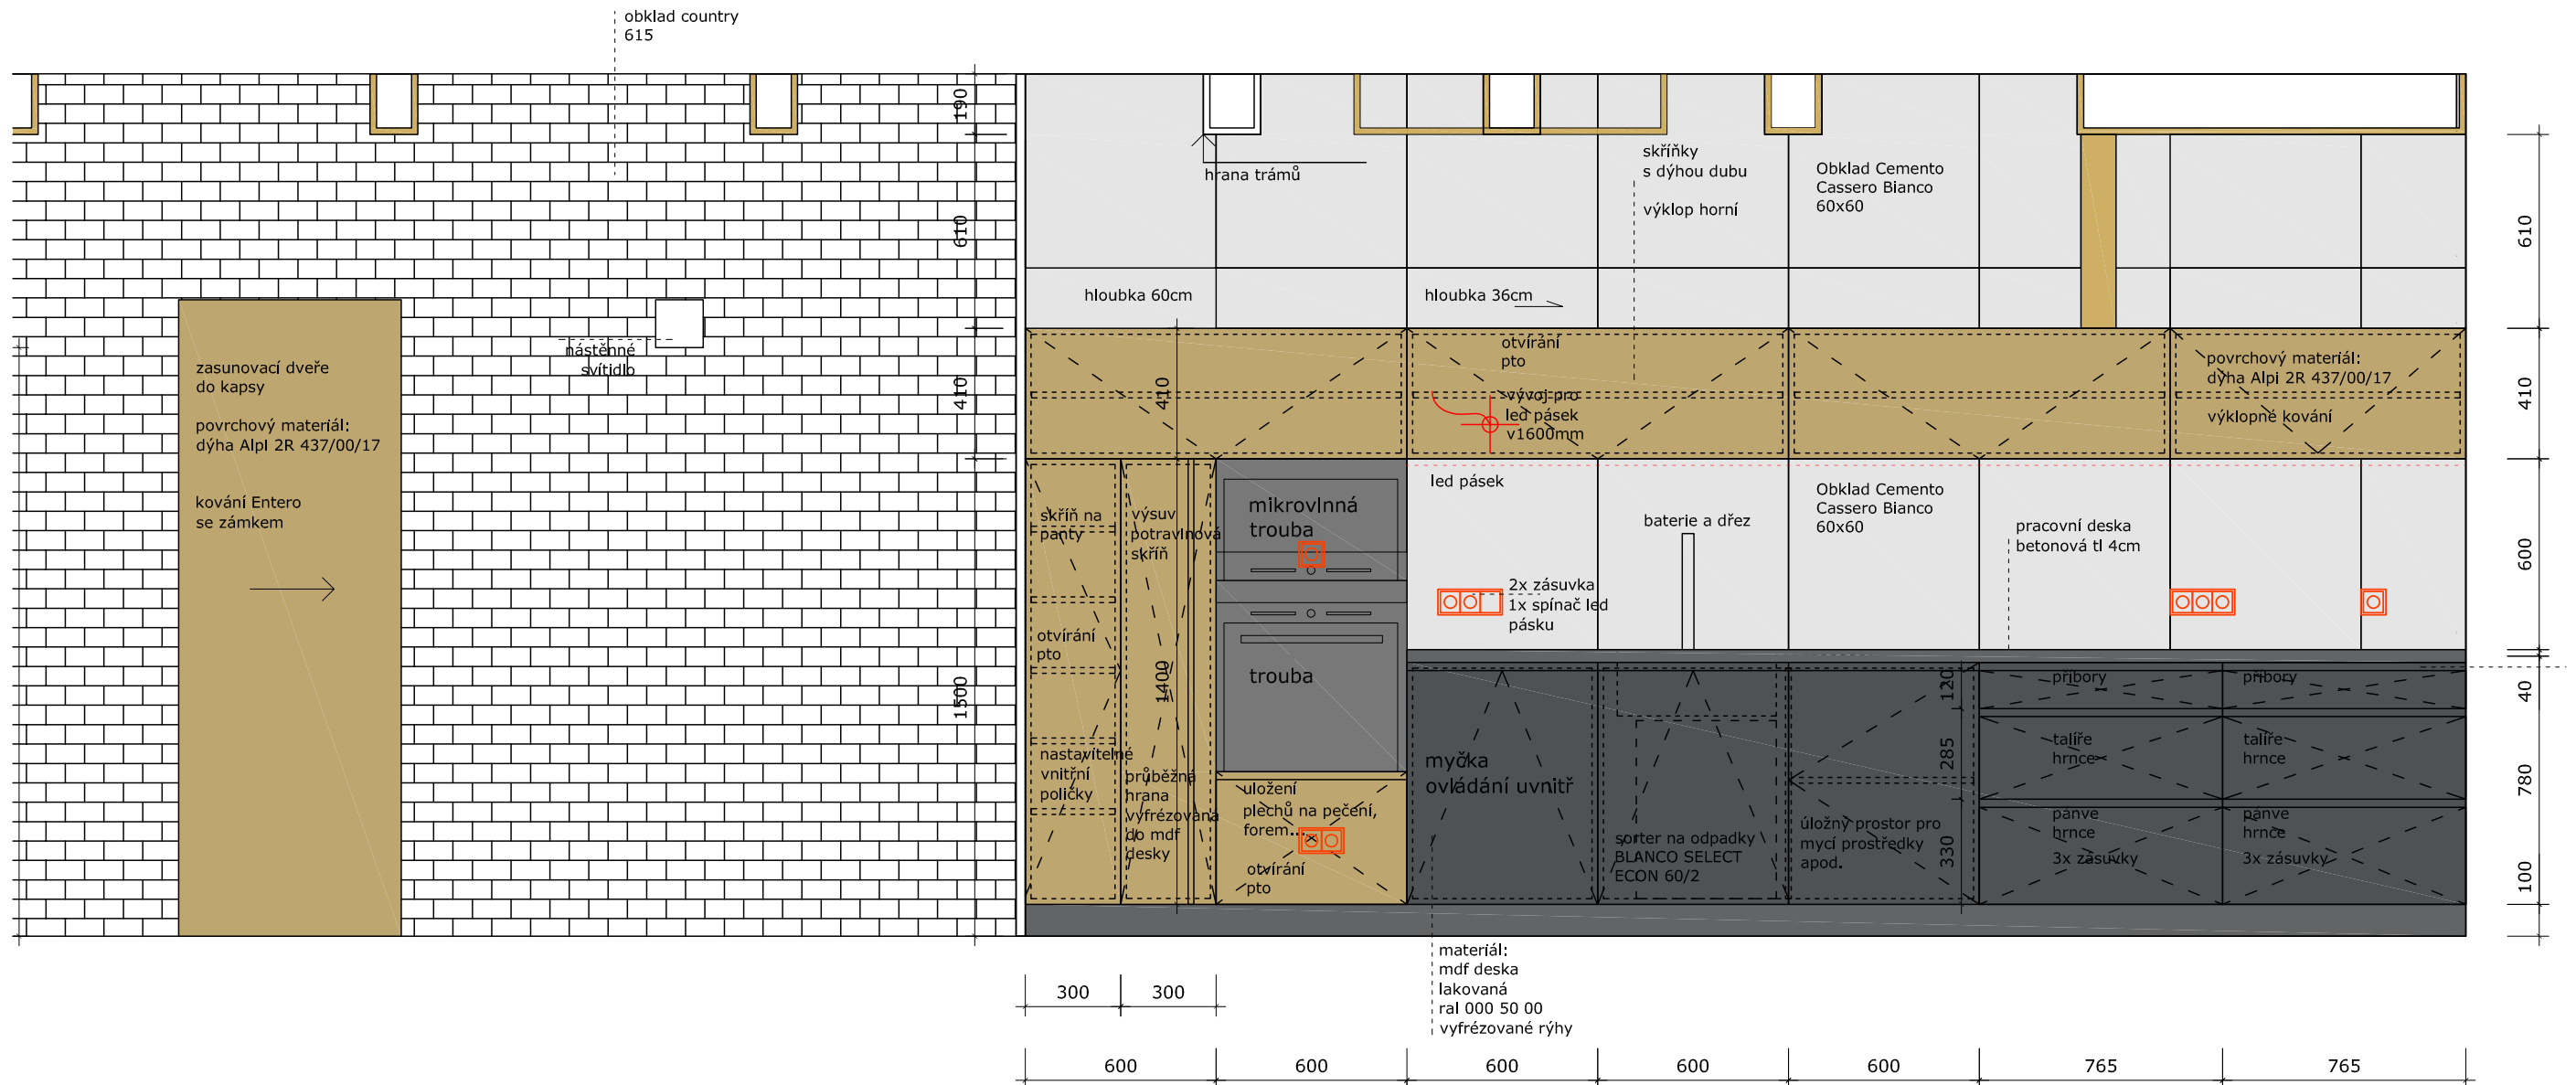 obklad country
615
190
610
410
1500
hrana trámů
skříňky
s dýhou dubu
výklop horní
Obklad Cemento
Cassero Bianco
60x60
hloubka 60cm
hloubka 36cm
610
410
600
40
780
100
nástěnné
svítidlo
zasunovací dveře
do kapsy
povrchový materiál:
dýha Alpi 2R 437/00/17
kování Entero
se zámkem
410
otvírání
pto
vývoj pro
led pásek
v1600mm
povrchový materiál:
dýha Alpi 2R 437/00/17
výklopné kování
skříň na
panty
výsuv
potravinová
skříň
mikrovlnná
trouba
led pásek
baterie a dřez
Obklad Cemento
Cassero Bianco
60x60
pracovní deska
betonová tl 4cm
2x zásuvka
1x spínač led
pásku
otvírání
pto
1400
trouba
nastavitelné
vnitřní
poličky
průběžná
hrana
vyfrézovaná
do mdf
desky
uložení
plechů na pečení,
forem...
otvírání
pto
myčka
ovládání uvnitř
sorter na odpadky
BLANCO SELECT
ECON 60/2
úložný prostor pro
mycí prostředky
apod.
120
285
330
příbory
příbory
talíře
hrnce
talíře
hrnce
pánve
hrnce
3x zásuvky
pánve
hrnce
3x zásuvky
materiál:
mdf deska
lakovaná
ral 000 50 00
vyfrézované rýhy
300
300
600
600
600
600
600
765
765